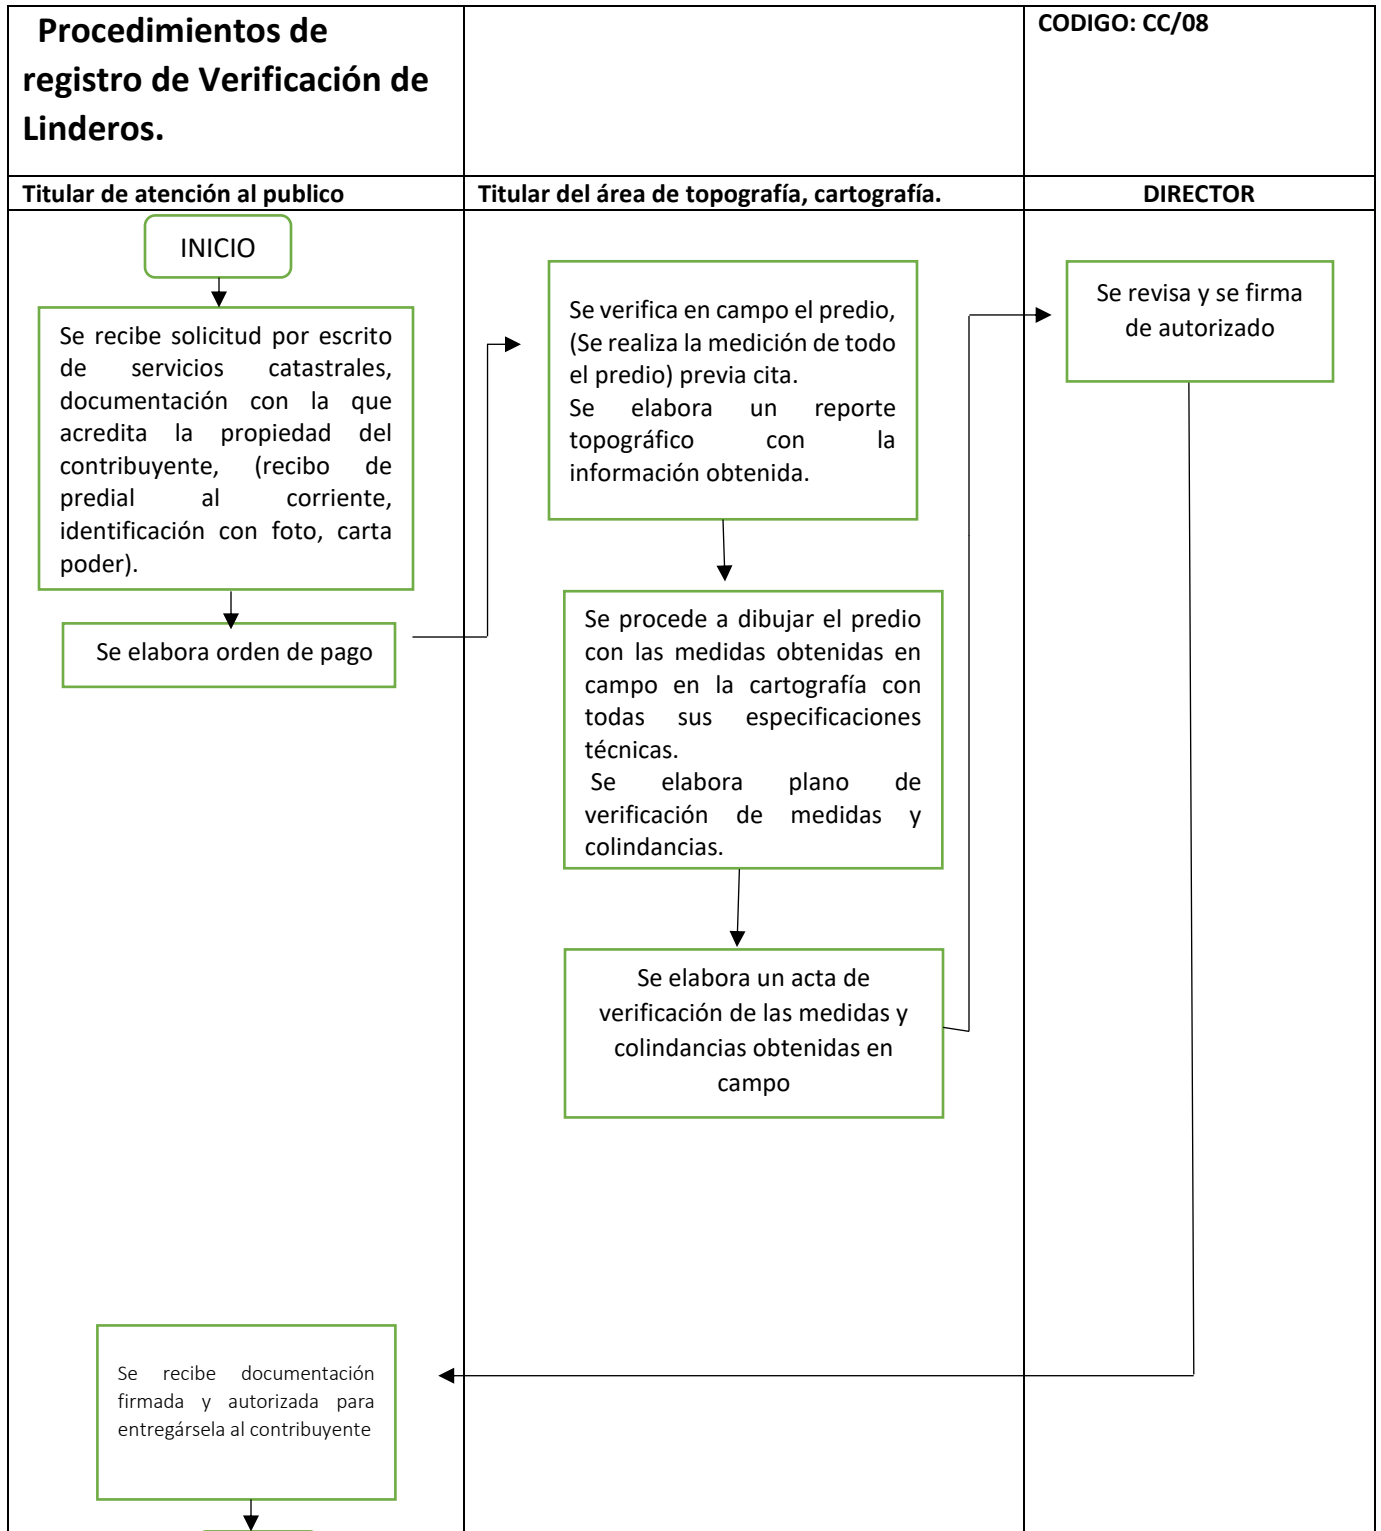 Procedimientos de
registro de Verificación de
Linderos.
CODIGO: CC/08
Titular de atención al publico
Titular del área de topografía, cartografía.
DIRECTOR
INICIO
Se recibe solicitud por escrito
de servicios catastrales,
documentación con la que
acredita la propiedad del
contribuyente, (recibo de
predial al corriente,
identificación con foto, carta
poder).
Se elabora orden de pago
Se verifica en campo el predio,
(Se realiza la medición de todo
el predio) previa cita.
Se elabora un reporte
topográfico con la
información obtenida.
Se procede a dibujar el predio
con las medidas obtenidas en
campo en la cartografía con
todas sus especificaciones
técnicas.
Se elabora plano de
verificación de medidas y
colindancias.
Se elabora un acta de
verificación de las medidas y
colindancias obtenidas en
campo
Se revisa y se firma
de autorizado
Se recibe documentación
firmada y autorizada para
entregársela al contribuyente